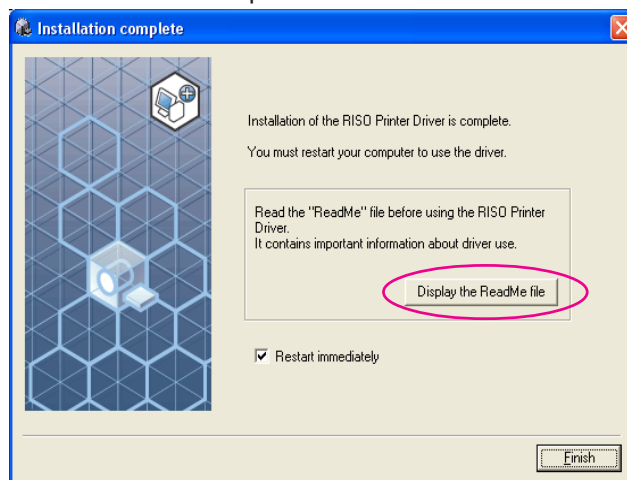 Installation complete
Installation of the RISO Printer Driver is complete.
You must restart your computer to use the driver.
Read the "ReadMe" file before using the RISO Printer
Driver.
It contains important information about driver use.
Display the ReadMe file
Restart immediately
Finish